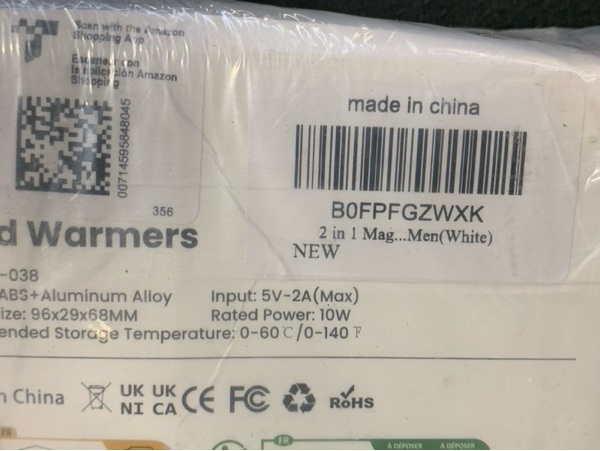 Scan with the Amazon
Shopping App
Escanear con
la aplicación Amazon
Shopping
00714595848045
356
made in china
B0FPFGZWXK
2 in 1 Mag...Men(White)
NEW
d Warmers
-038
ABS+Aluminum Alloy
Input: 5V-2A(Max)
ize: 96x29x68MM
Rated Power: 10W
ended Storage Temperature: 0-60℃/0-140℉
n China
UK NI
UK CA
CE
FC
RoHS
FR
FR
À DÉPOSER
À DÉPOSER